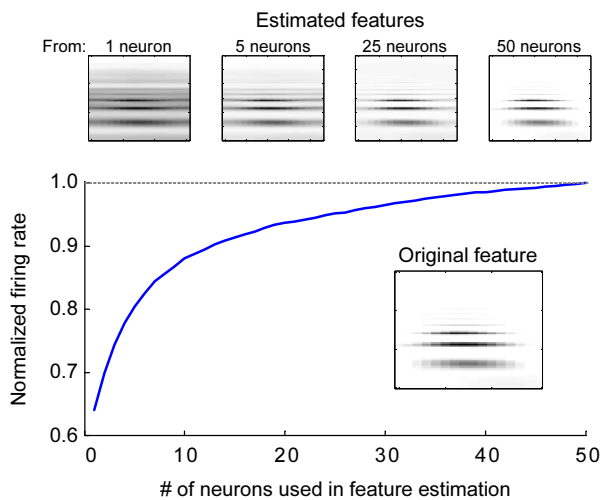 Estimated features
From: 1 neuron 5 neurons 25 neurons 50 neurons
1.0
0.9
0.8
0.7
0.6
Normalized firing rate
Original feature
0 10 20 30 40 50
# of neurons used in feature estimation